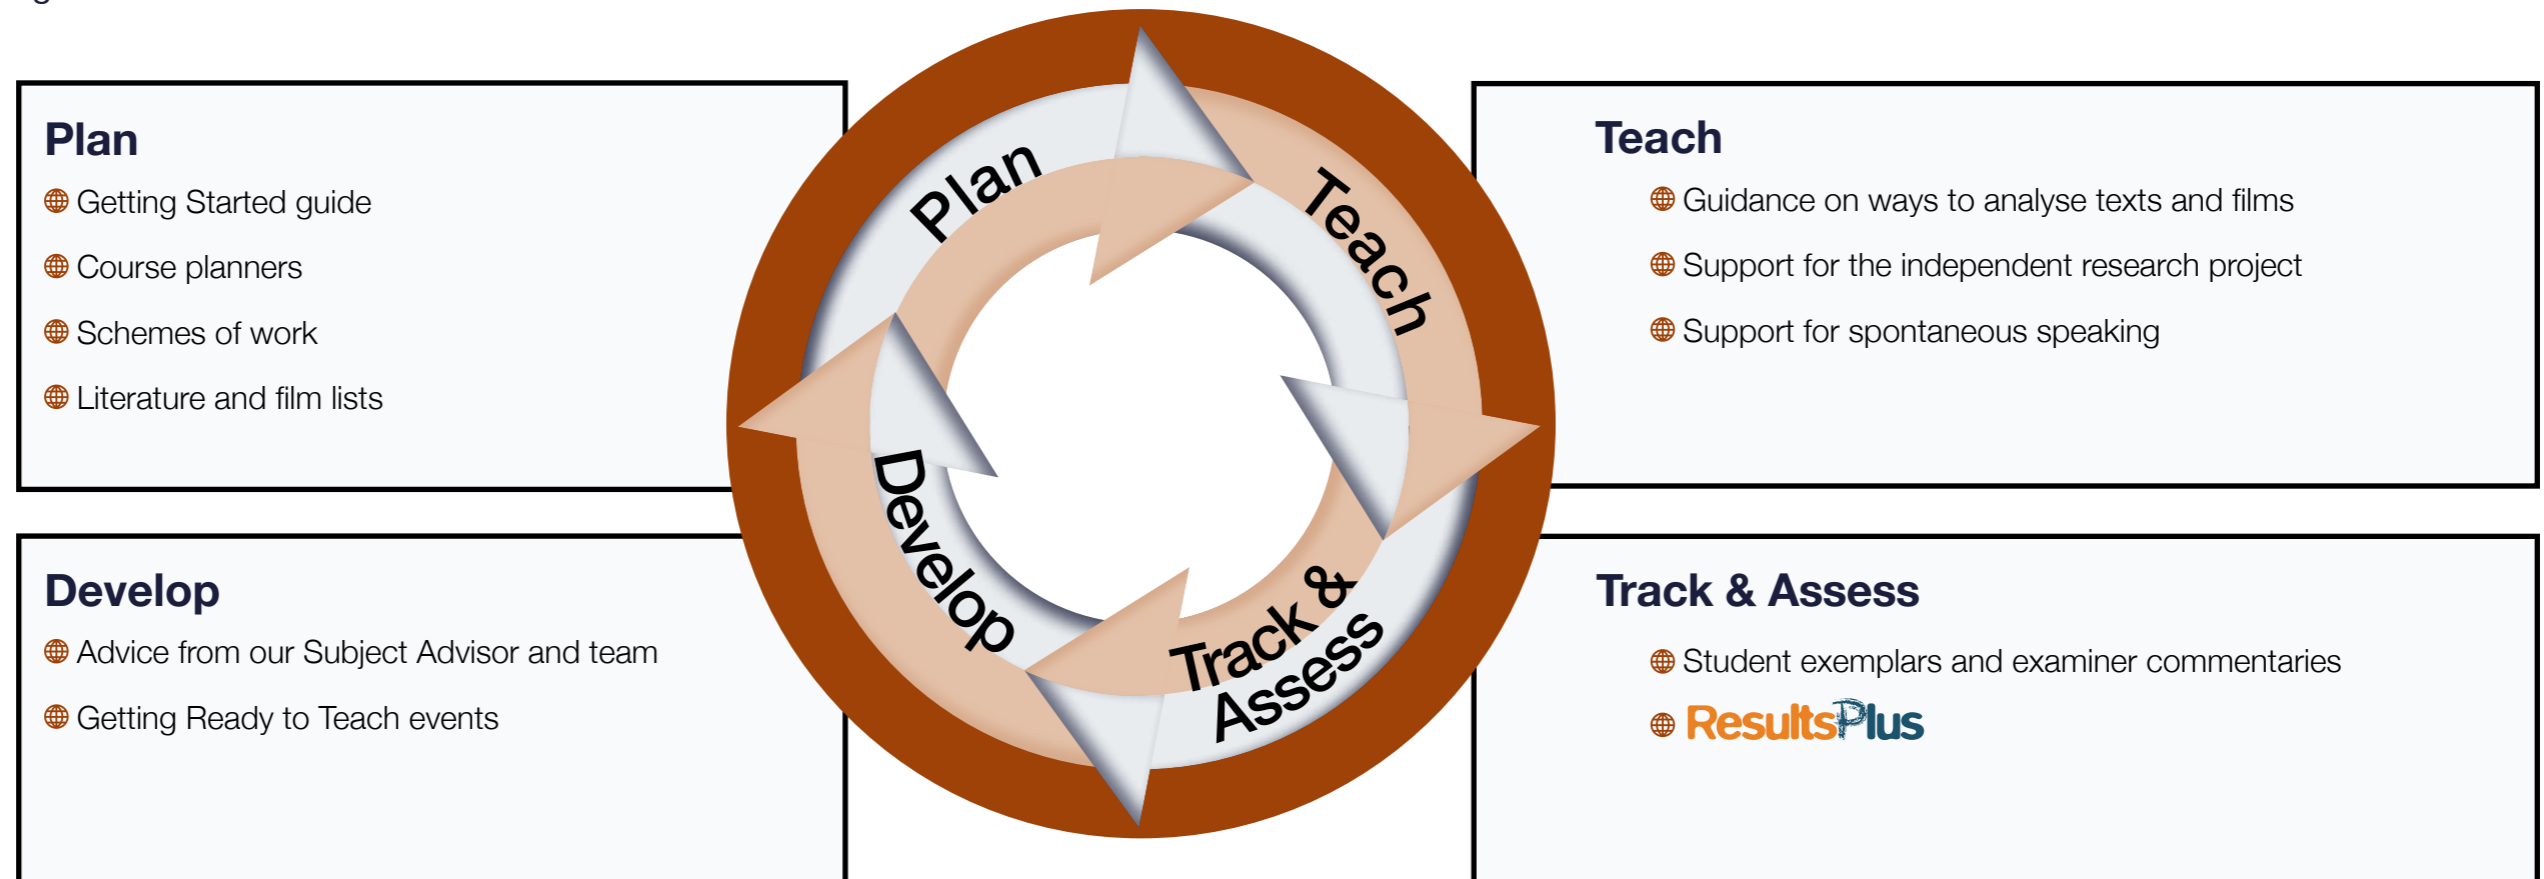 Plan
Getting Started guide
Course planners
Schemes of work
Literature and film lists
Teach
Guidance on ways to analyse texts and films
Support for the independent research project
Support for spontaneous speaking
Plan
Teach
Develop
Track &
Assess
Develop
Advice from our Subject Advisor and team
Getting Ready to Teach events
Track & Assess
Student exemplars and examiner commentaries
ResultsPlus